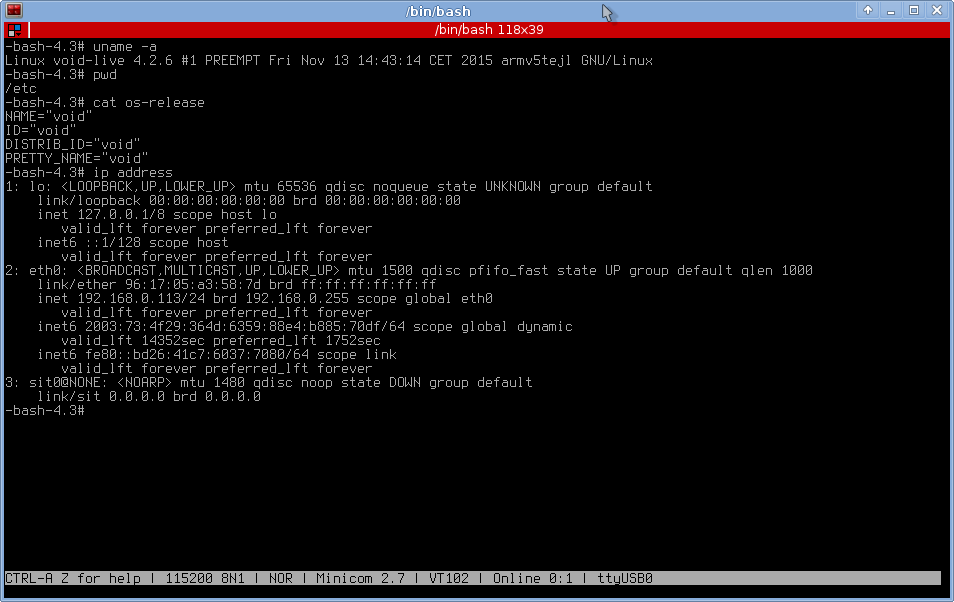 /bin/bash
/bin/bash 118x39
-bash-4.3# uname -a
Linux void-live 4.2.6 #1 PREEMPT Fri Nov 13 14:43:14 CET 2015 armv5tejl GNU/Linux
-bash-4.3# pwd
/etc
-bash-4.3# cat os-release
NAME="void"
ID="void"
DISTRIB_ID="void"
PRETTY_NAME="void"
-bash-4.3# ip address
1: lo: <LOOPBACK,UP,LOWER_UP> mtu 65536 qdisc noqueue state UNKNOWN group default
    link/loopback 00:00:00:00:00:00 brd 00:00:00:00:00:00
    inet 127.0.0.1/8 scope host lo
       valid_lft forever preferred_lft forever
    inet6 ::1/128 scope host
       valid_lft forever preferred_lft forever
2: eth0: <BROADCAST,MULTICAST,UP,LOWER_UP> mtu 1500 qdisc pfifo_fast state UP group default qlen 1000
    link/ether 96:17:05:a3:58:7d brd ff:ff:ff:ff:ff:ff
    inet 192.168.0.113/24 brd 192.168.0.255 scope global eth0
       valid_lft forever preferred_lft forever
    inet6 2003:73:4f29:364d:6359:88e4:b885:70df/64 scope global dynamic
       valid_lft 14352sec preferred_lft 1752sec
    inet6 fe80::bd26:41c7:6037:7080/64 scope link
       valid_lft forever preferred_lft forever
3: sit0@NONE: <NOARP> mtu 1480 qdisc noop state DOWN group default
    link/sit 0.0.0.0 brd 0.0.0.0
-bash-4.3#
CTRL-A Z for help | 115200 8N1 | NOR | Minicom 2.7 | VT102 | Online 0:1 | ttyUSB0